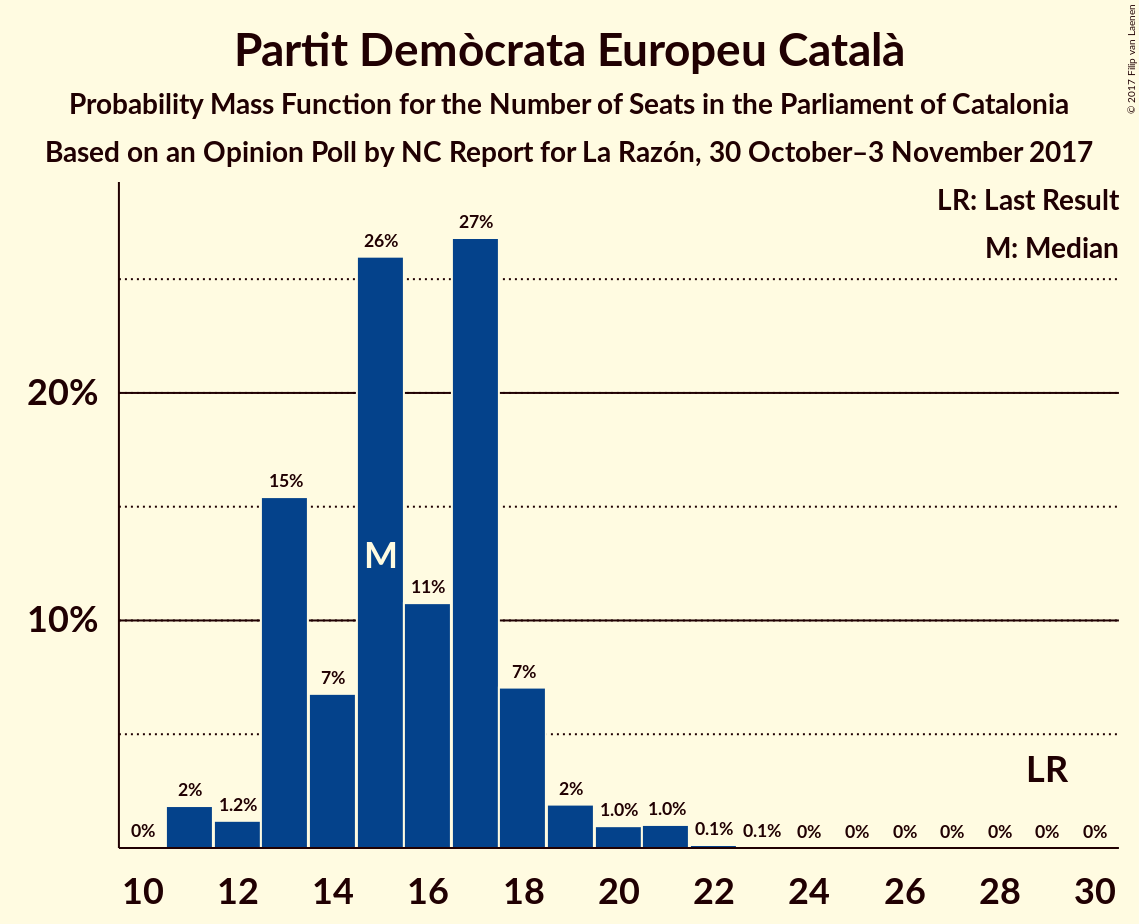 Partit Demòcrata Europeu Català
Probability Mass Function for the Number of Seats in the Parliament of Catalonia
Based on an Opinion Poll by NC Report for La Razón, 30 October–3 November 2017
© 2017 Filip van Laenen
LR: Last Result
M: Median
20%
10%
0% 2% 1.2% 15% 7% 26% 11% 27% 7% 2% 1.0% 1.0% 0.1% 0.1% 0% 0% 0% 0% 0% 0% 0%
M
LR
10 12 14 16 18 20 22 24 26 28 30